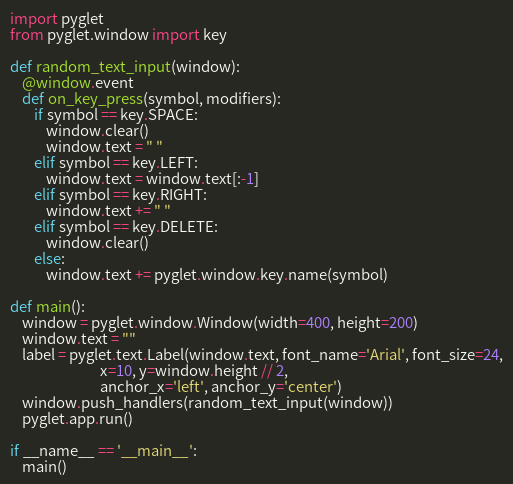 import pyglet
from pyglet.window import key

def random_text_input(window):
    @window.event
    def on_key_press(symbol, modifiers):
        if symbol == key.SPACE:
            window.clear()
            window.text = " "
        elif symbol == key.LEFT:
            window.text = window.text[:-1]
        elif symbol == key.RIGHT:
            window.text += " "
        elif symbol == key.DELETE:
            window.clear()
        else:
            window.text += pyglet.window.key.name(symbol)

def main():
    window = pyglet.window.Window(width=400, height=200)
    window.text = ""
    label = pyglet.text.Label(window.text, font_name='Arial', font_size=24,
                              x=10, y=window.height // 2,
                              anchor_x='left', anchor_y='center')
    window.push_handlers(random_text_input(window))
    pyglet.app.run()

if __name__ == '__main__':
    main()